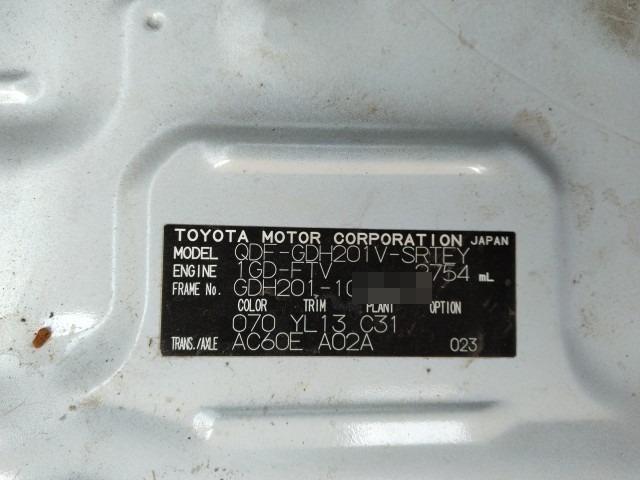 TOYOTA MOTOR CORPORATION JAPAN
MODEL QDF-GDH201V-SRTEY
ENGINE 1GD-FTV 2754 mL
FRAME No. GDH201-10
COLOR TRIM PLANT OPTION
070 YL13 C31
TRANS./AXLE AC60E A02A 023